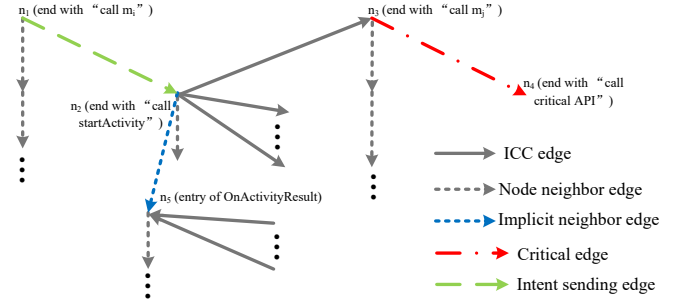 n1 (end with “call mi”)
n3 (end with “call mj”)
n4 (end with “call
critical API”)
n2 (end with “call
startActivity”)
n5 (entry of OnActivityResult)
ICC edge
Node neighbor edge
Implicit neighbor edge
Critical edge
Intent sending edge